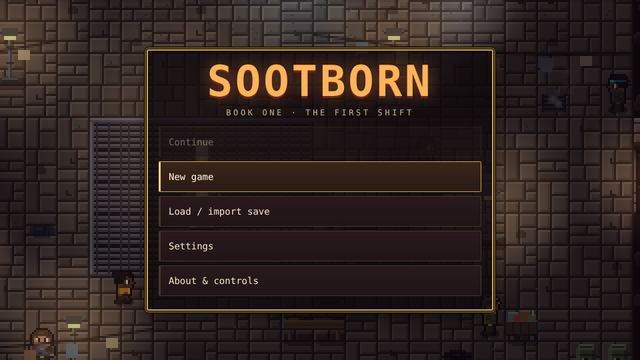 SOOTBORN
BOOK ONE · THE FIRST SHIFT
Continue
New game
Load / import save
Settings
About & controls